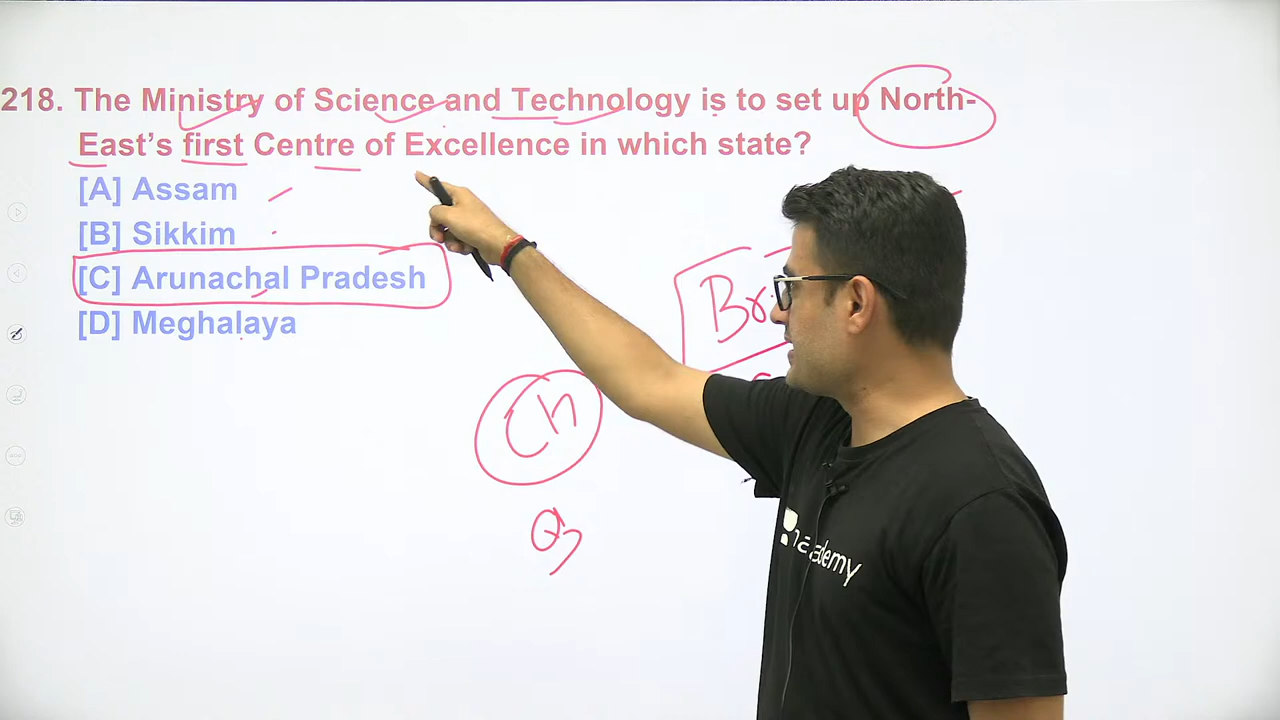 218. The Ministry of Science and Technology is to set up North-
East's first Centre of Excellence in which state?
[A] Assam
[B] Sikkim
[C] Arunachal Pradesh
[D] Meghalaya
Ch